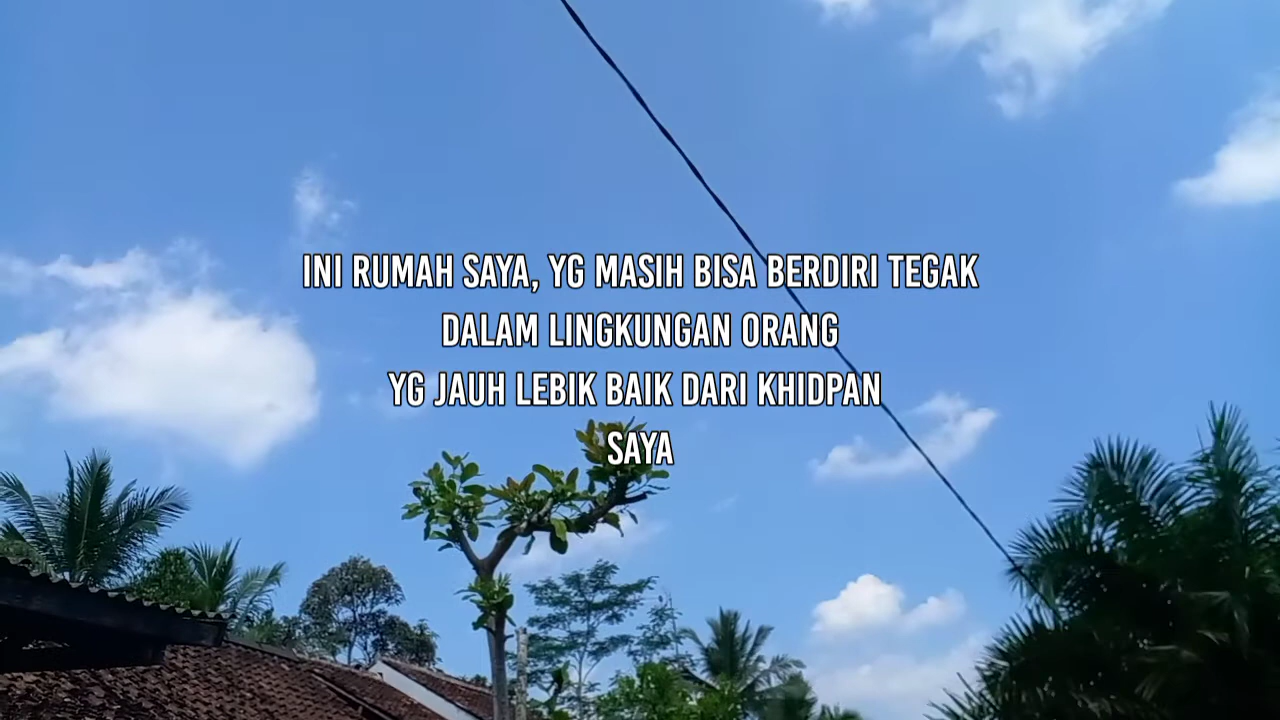 INI RUMAH SAYA, YG MASIH BISA BERDIRI TEGAK
DALAM LINGKUNGAN ORANG
YG JAUH LEBIK BAIK DARI KHIDPAN
SAYA